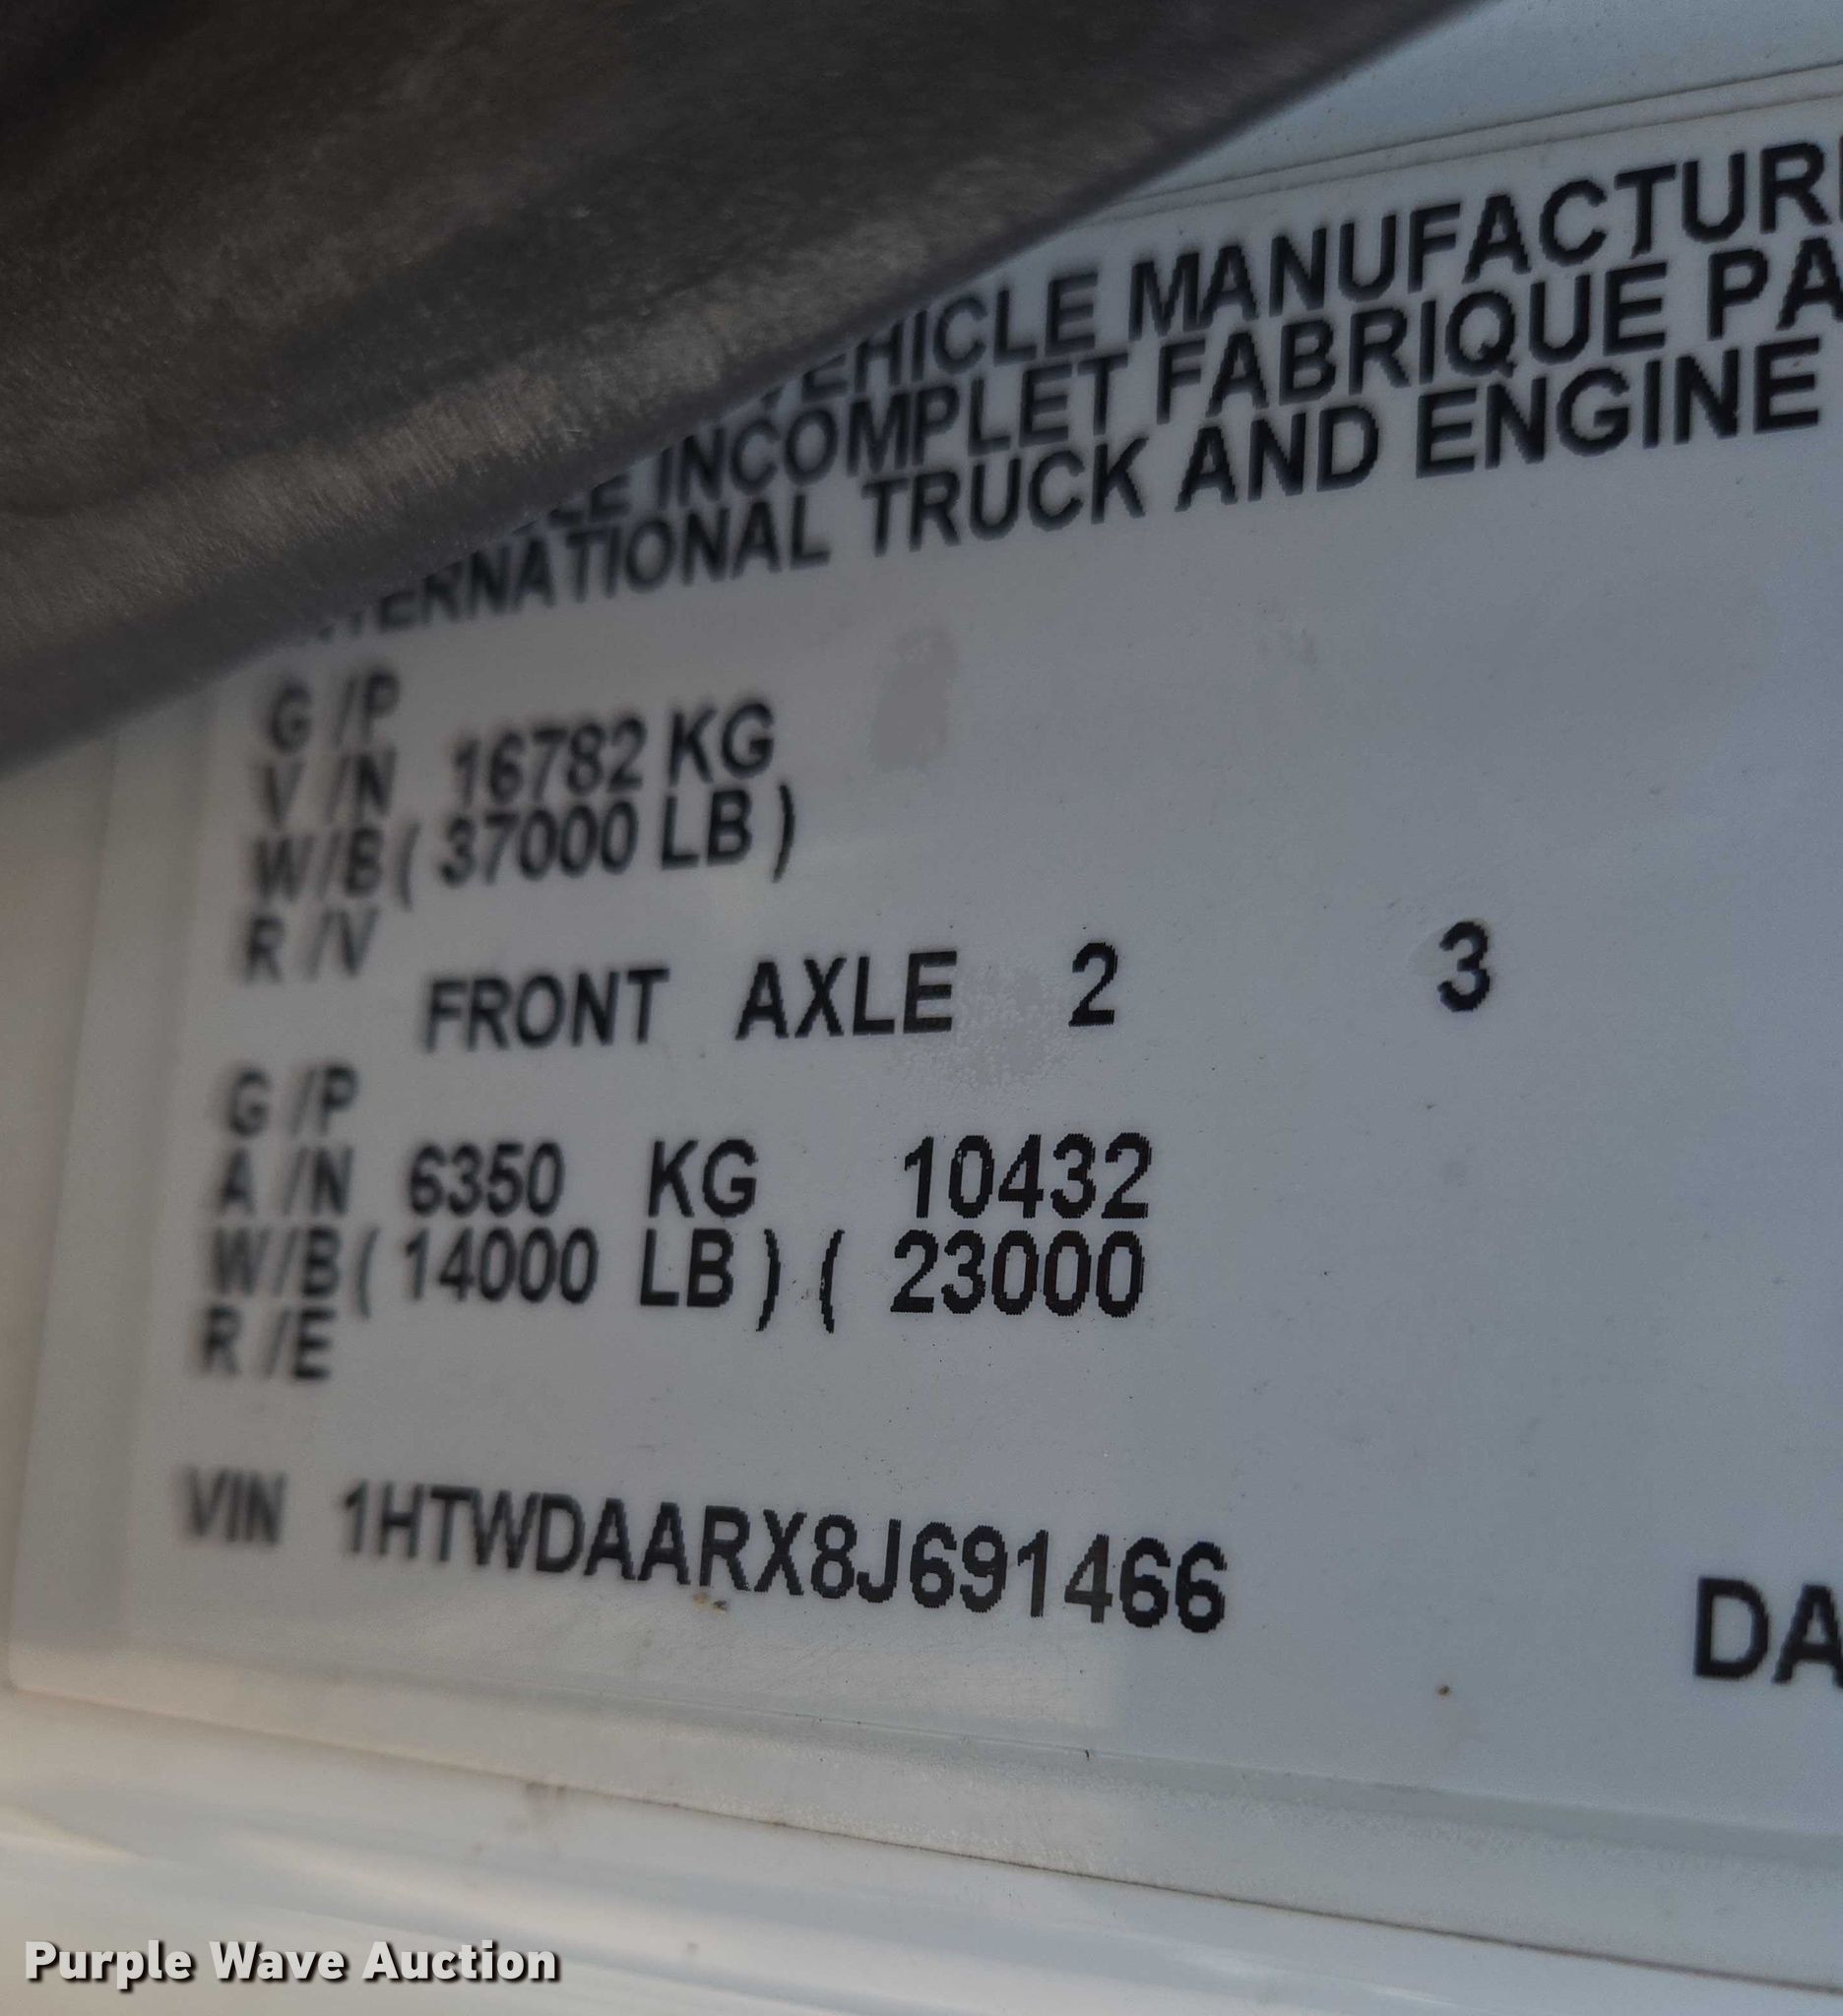 VEHICLE MANUFACTUR
INCOMPLET FABRIQUE PA
INTERNATIONAL TRUCK AND ENGINE
G /P
V /N 16782 KG
W/B ( 37000 LB )
R /V
FRONT AXLE 2 3
G /P
A /N 6350 KG 10432
W/B ( 14000 LB ) ( 23000
R /E
VIN 1HTWDAARX8J691466
DA
Purple Wave Auction